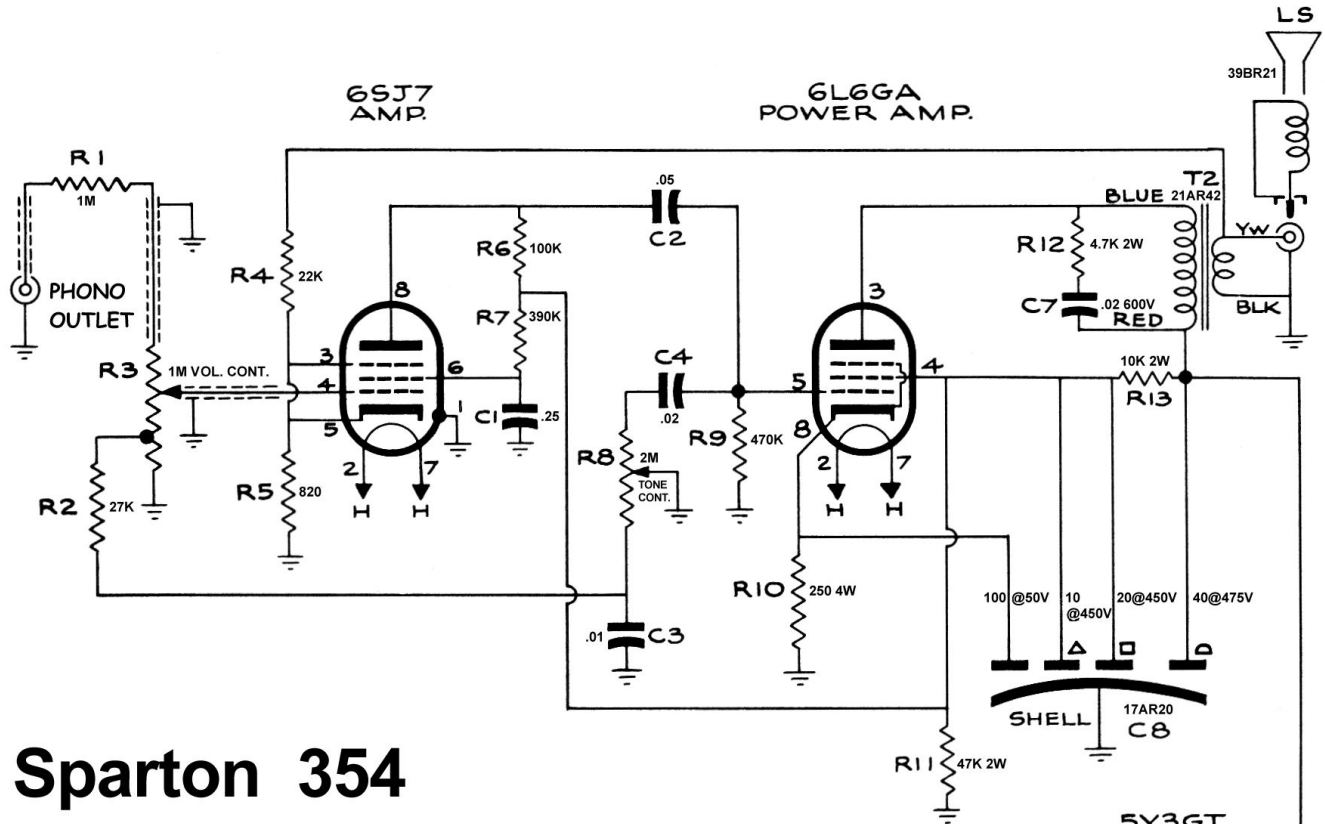 LS
39BR21
6SJ7
AMP.
6L6GA
POWER AMP.
R1
1M
T2
21AR42
BLUE
.05
C2
YW
R6
100K
R12
4.7K 2W
R4
22K
8
3
PHONO
OUTLET
C7
.02 600V
RED
BLK
R7
390K
R3
1M VOL. CONT.
3
4
6
C4
.02
5
4
10K 2W
R13
C1
.25
1
5
R9
470K
8
R8
2M
TONE
CONT.
2
7
2
7
R5
820
H
H
H
H
R2
27K
R10
250 4W
100 @50V
10
@450V
20@450V
40@475V
.01
C3
SHELL
17AR20
C8
R11
47K 2W
Sparton 354
5Y3GT